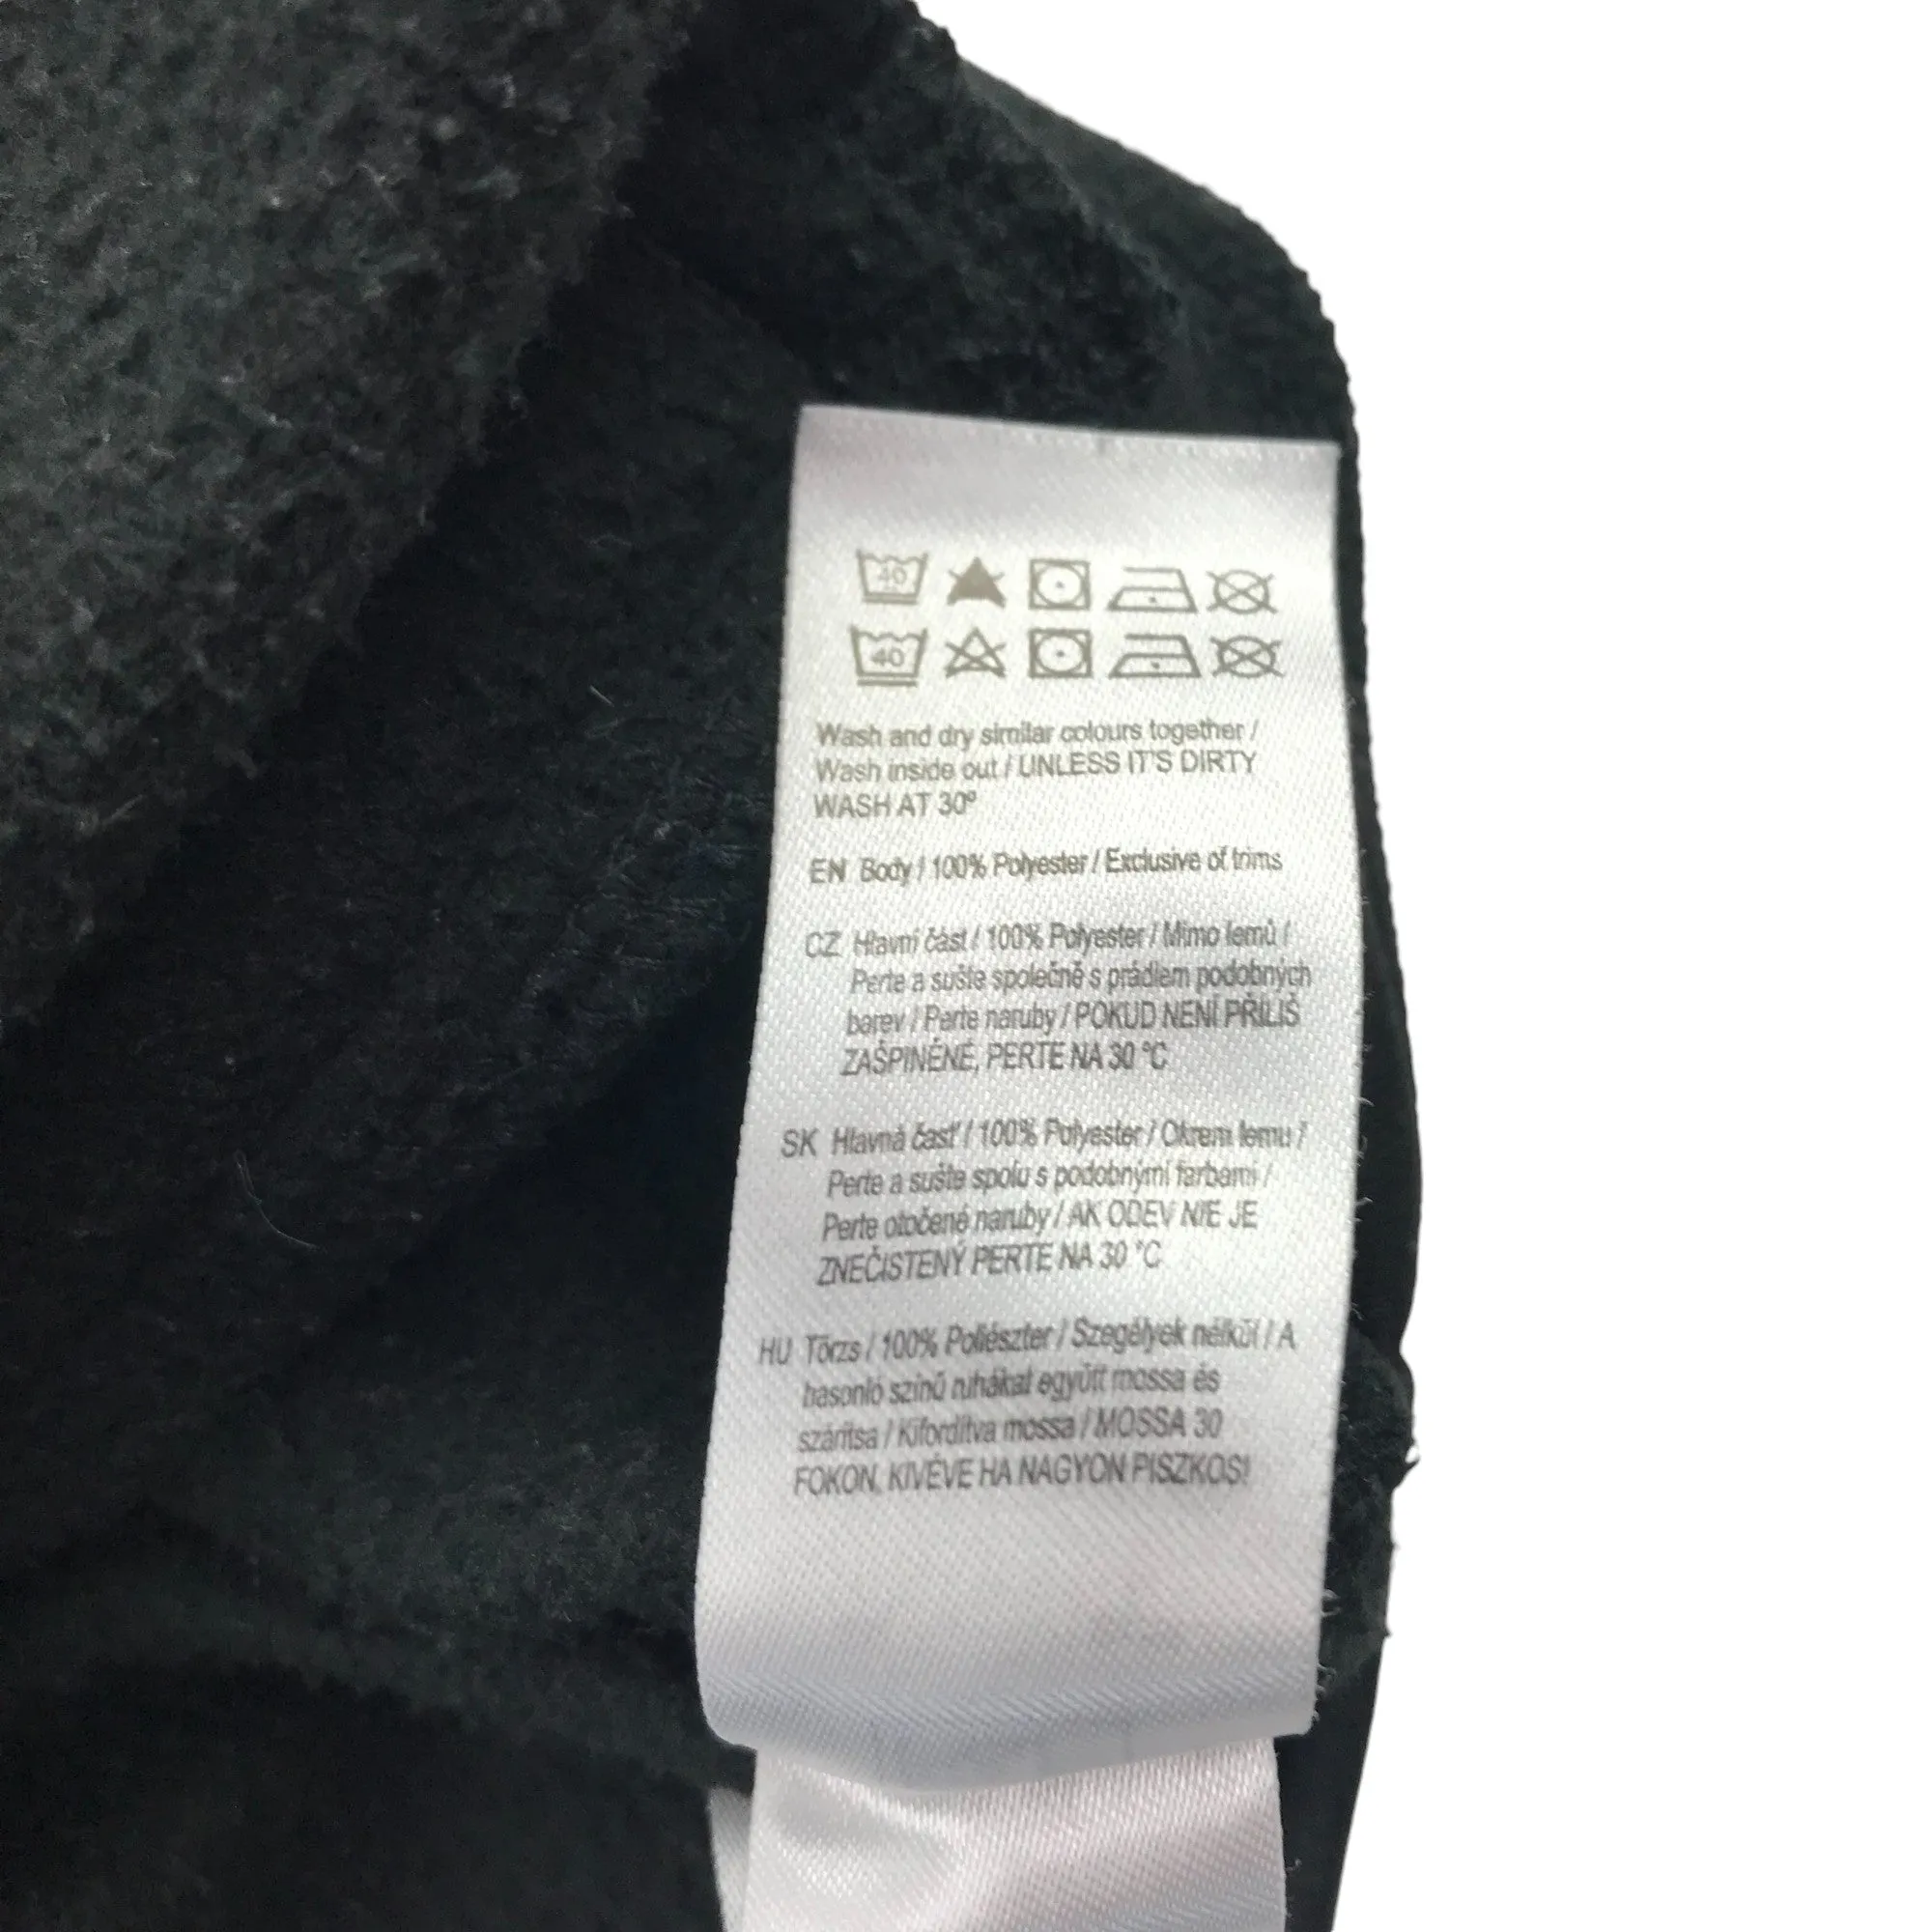 40
40
Wash and dry similar colours together /
Wash inside out / UNLESS IT'S DIRTY
WASH AT 30º
EN Body / 100% Polyester / Exclusive of trims
CZ Hlavní část / 100% Polyester / Mimo lemů /
Perte a sušte společně s prádlem podobných
barev / Perte naruby / POKUD NENÍ PŘÍLIŠ
ZAŠPINĚNÉ, PERTE NA 30 °C
SK Hlavná časť / 100% Polyester / Okrem lemu /
Perte a sušte spolu s podobnými farbami /
Perte otočené naruby / AK ODEV NIE JE
ZNEČISTENÝ PERTE NA 30 °C
HU Törzs / 100% Poliészter / Szegélyek nélkül / A
hasonló színű ruhákat együtt mossa és
szárítsa / Kifordítva mossa / MOSSA 30
FOKON, KIVÉVE HA NAGYON PISZKOS!